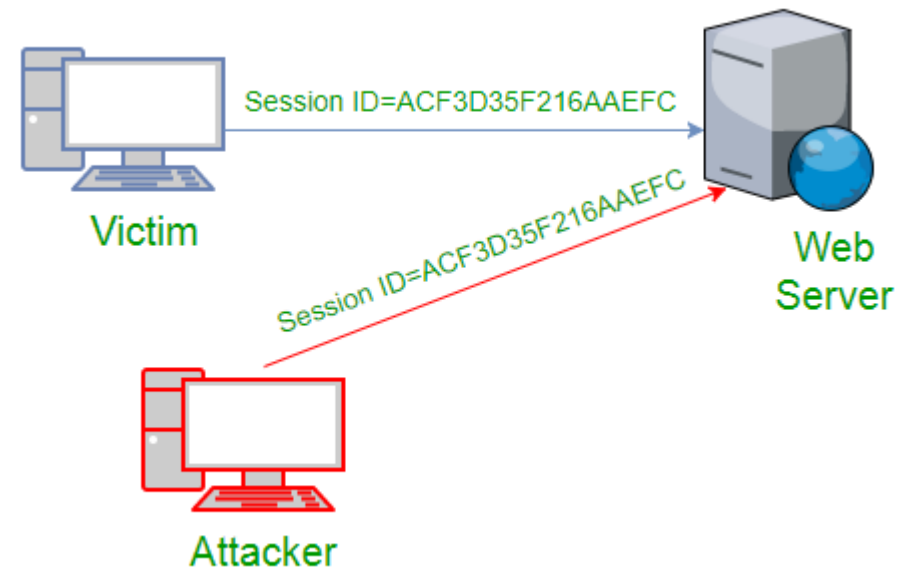 Session ID=ACF3D35F216AAEFC
Victim
Session ID=ACF3D35F216AAEFC
Web
Server
Attacker